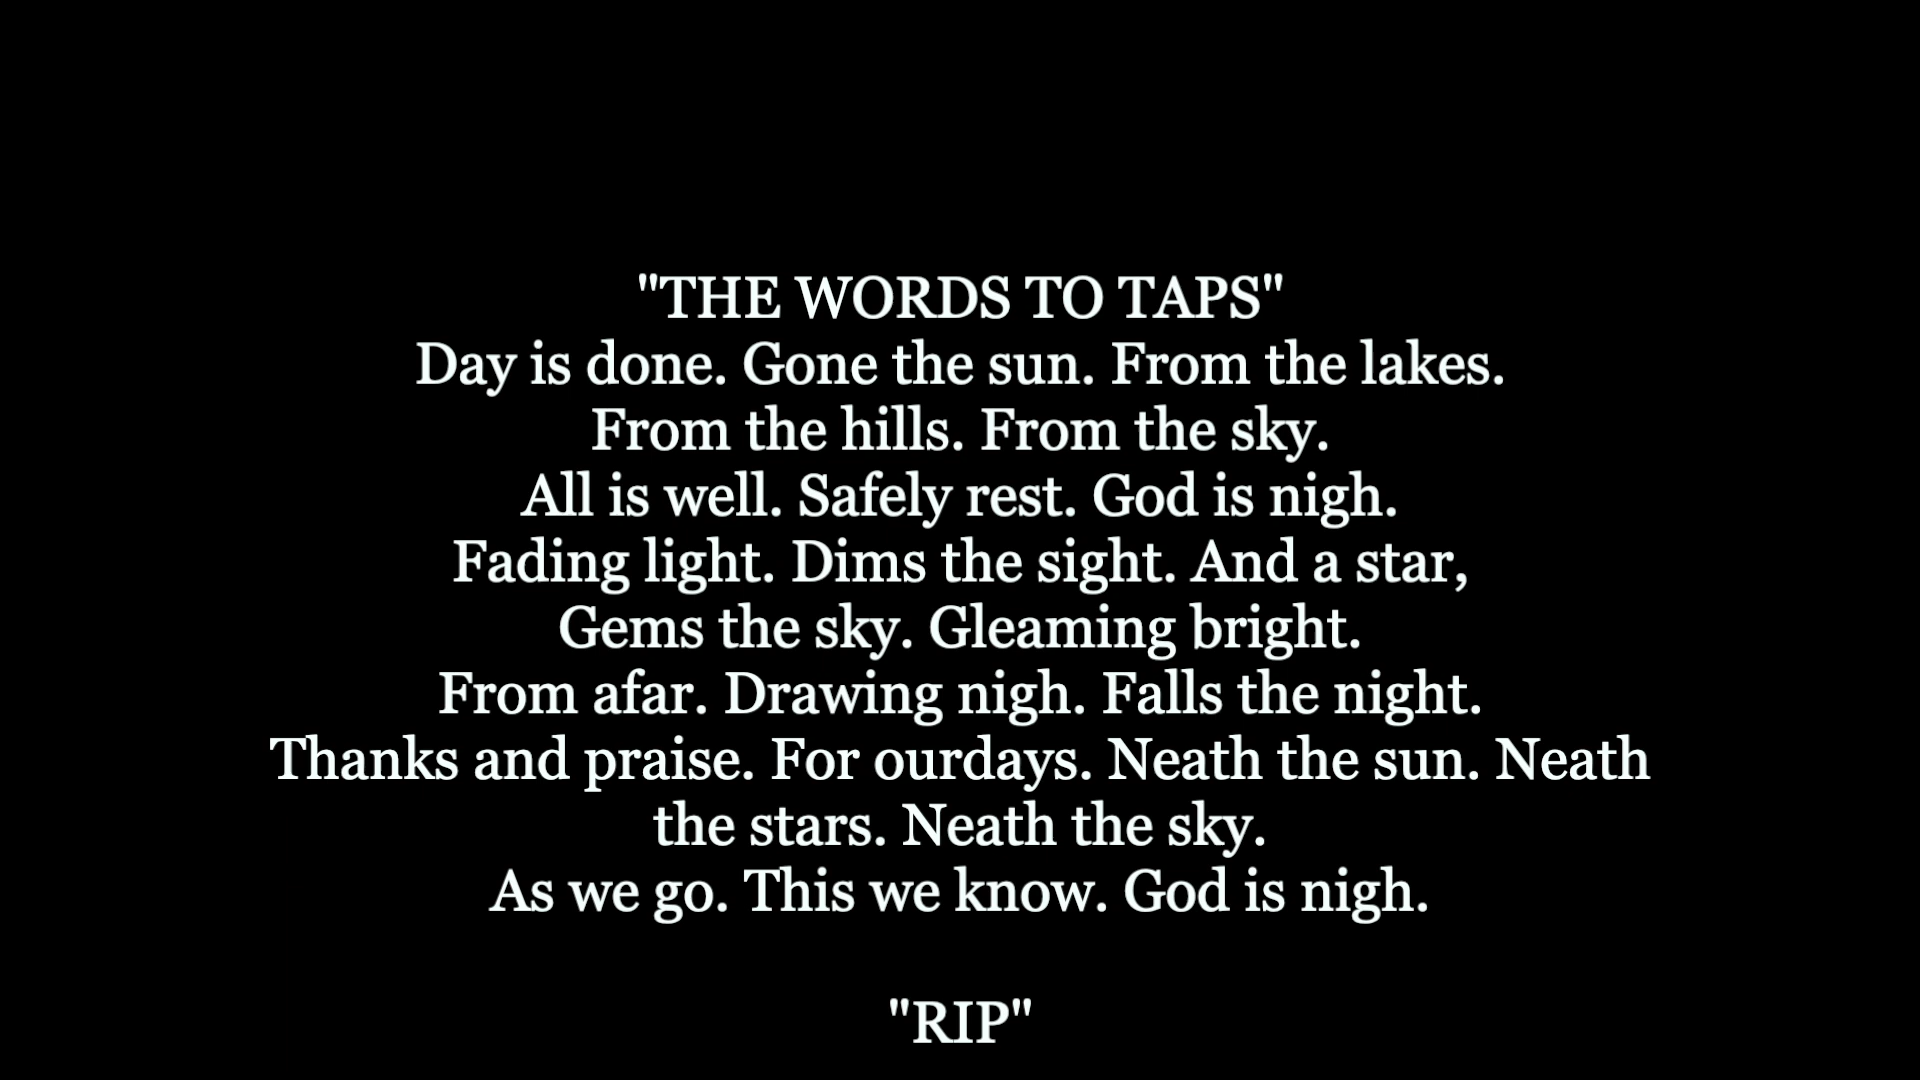 "THE WORDS TO TAPS"
Day is done. Gone the sun. From the lakes.
From the hills. From the sky.
All is well. Safely rest. God is nigh.
Fading light. Dims the sight. And a star,
Gems the sky. Gleaming bright.
From afar. Drawing nigh. Falls the night.
Thanks and praise. For ourdays. Neath the sun. Neath
the stars. Neath the sky.
As we go. This we know. God is nigh.
"RIP"